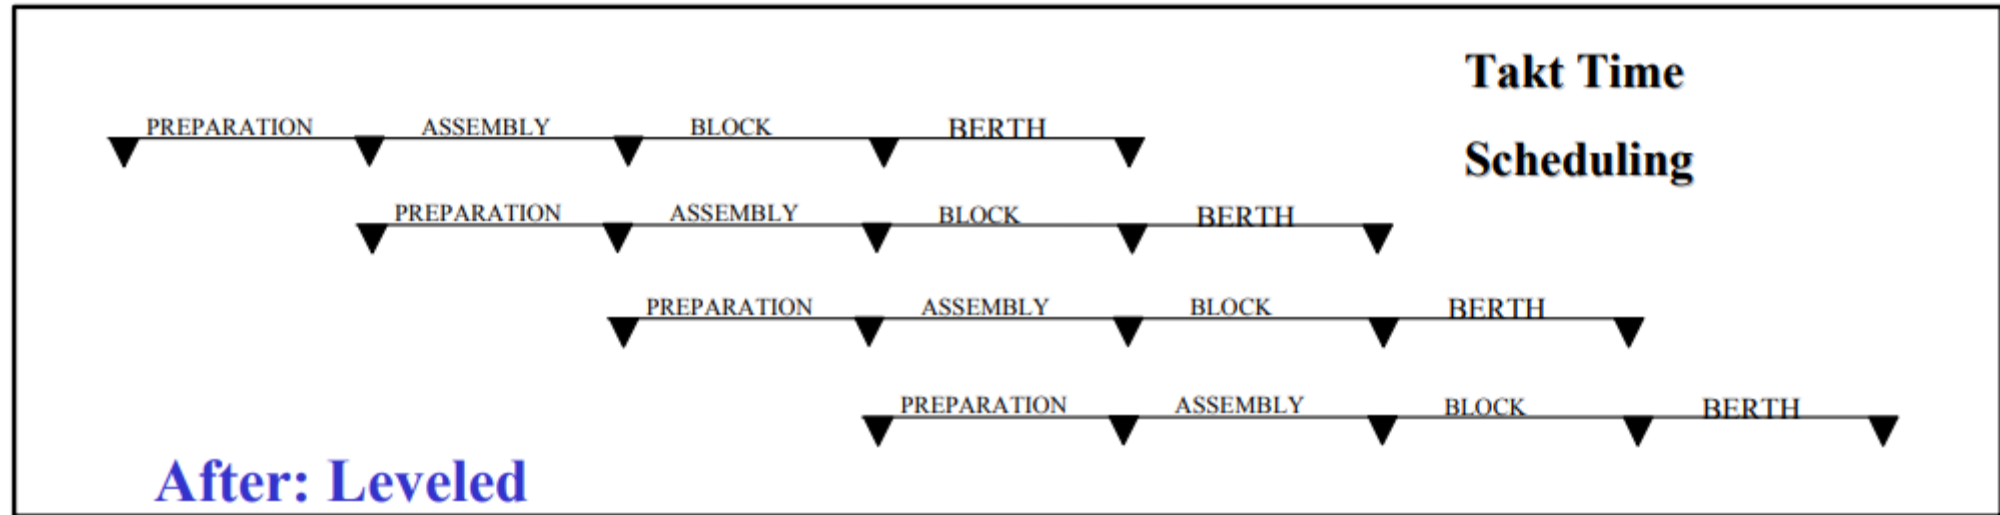 Takt Time
Scheduling
PREPARATION ASSEMBLY BLOCK BERTH
PREPARATION ASSEMBLY BLOCK BERTH
PREPARATION ASSEMBLY BLOCK BERTH
PREPARATION ASSEMBLY BLOCK BERTH
After: Leveled